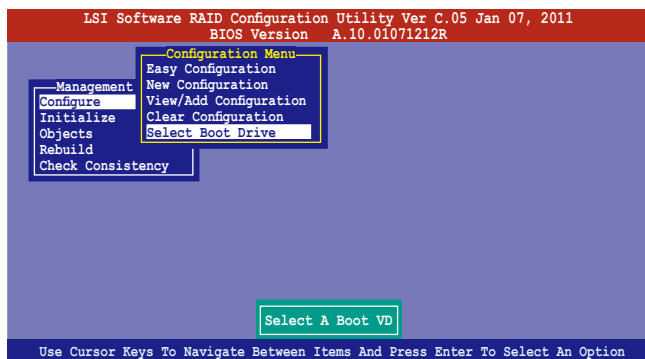 LSI Software RAID Configuration Utility Ver C.05 Jan 07, 2011
BIOS Version A.10.01071212R
Configuration Menu
Easy Configuration
New Configuration
View/Add Configuration
Clear Configuration
Select Boot Drive
Management
Configure
Initialize
Objects
Rebuild
Check Consistency
Select A Boot VD
Use Cursor Keys To Navigate Between Items And Press Enter To Select An Option